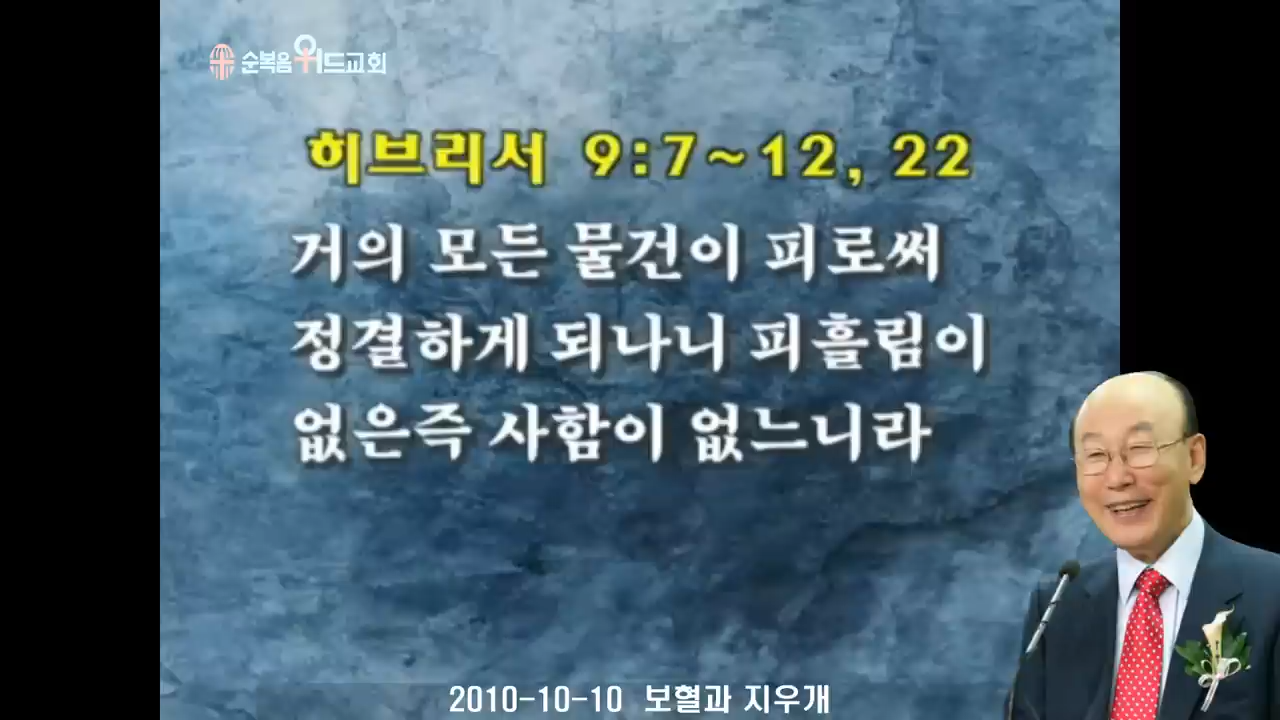 순복음위드교회
히브리서 9:7~12, 22
거의 모든 물건이 피로써
정결하게 되나니 피흘림이
없은즉 사함이 없느니라
2010-10-10 보혈과 지우개